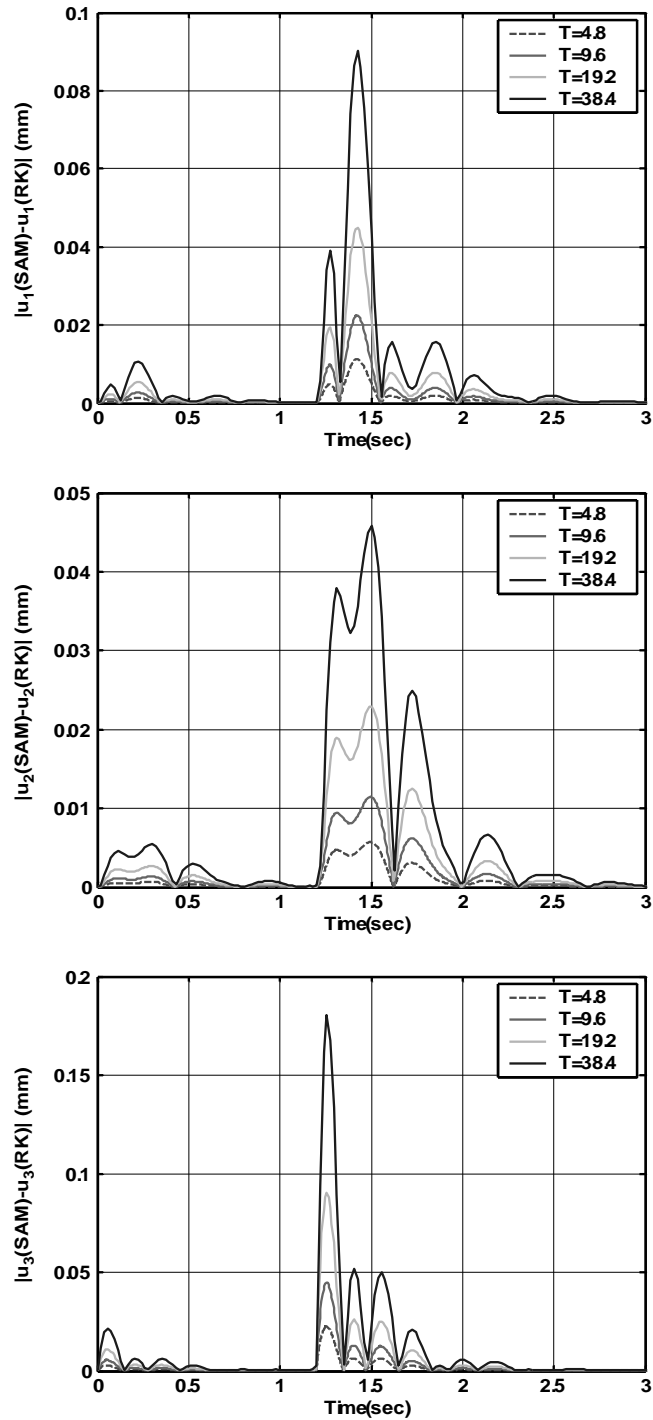 0.1
0.08
0.06
0.04
0.02
0
|u1(SAM)-u1(RK)| (mm)
T=4.8
T=9.6
T=19.2
T=38.4
0 0.5 1 1.5 2 2.5 3
Time(sec)
0.05
0.04
0.03
0.02
0.01
0
|u2(SAM)-u2(RK)| (mm)
T=4.8
T=9.6
T=19.2
T=38.4
0 0.5 1 1.5 2 2.5 3
Time(sec)
0.2
0.15
0.1
0.05
0
|u3(SAM)-u3(RK)| (mm)
T=4.8
T=9.6
T=19.2
T=38.4
0 0.5 1 1.5 2 2.5 3
Time(sec)